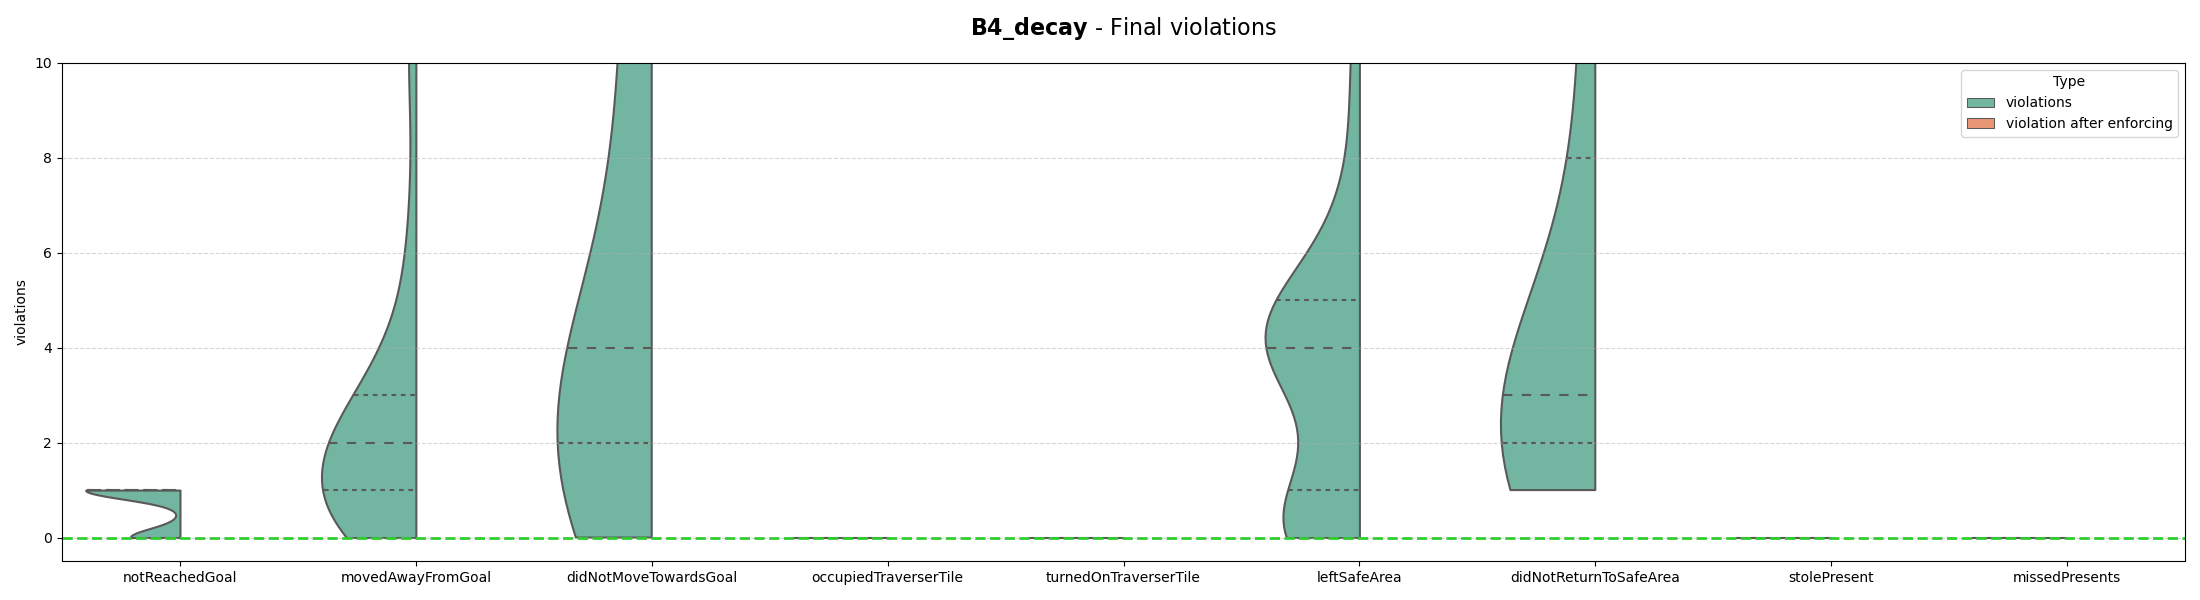 B4_decay - Final violations
10
8
6
4
2
0
violations
Type
violations
violation after enforcing
notReachedGoal
movedAwayFromGoal
didNotMoveTowardsGoal
occupiedTraverserTile
turnedOnTraverserTile
leftSafeArea
didNotReturnToSafeArea
stolePresent
missedPresents